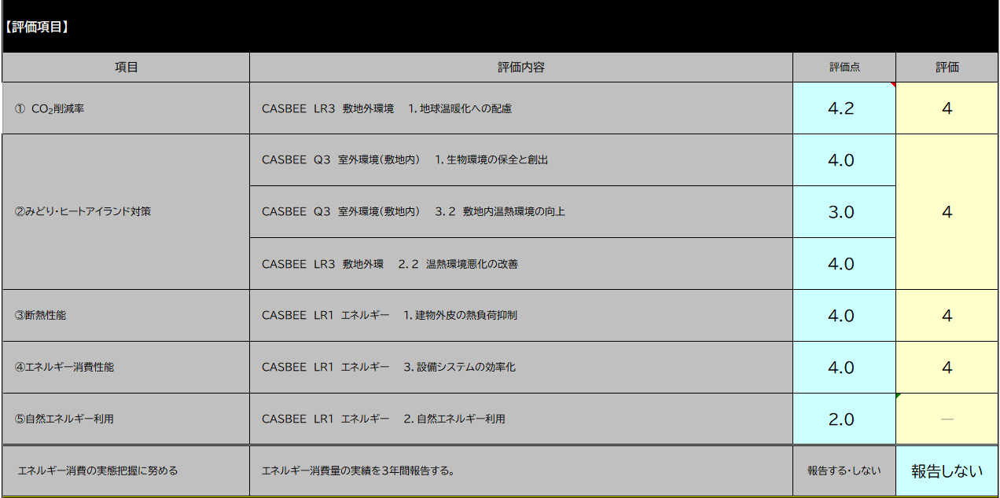 【評価項目】
項目 評価内容 評価点 評価
① CO₂削減率 CASBEE LR3 敷地外環境 1.地球温暖化への配慮 4.2 4
CASBEE Q3 室外環境(敷地内) 1.生物環境の保全と創出 4.0
②みどり・ヒートアイランド対策 CASBEE Q3 室外環境(敷地内) 3.2 敷地内温熱環境の向上 3.0 4
CASBEE LR3 敷地外環 2.2 温熱環境悪化の改善 4.0
③断熱性能 CASBEE LR1 エネルギー 1.建物外皮の熱負荷抑制 4.0 4
④エネルギー消費性能 CASBEE LR1 エネルギー 3.設備システムの効率化 4.0 4
⑤自然エネルギー利用 CASBEE LR1 エネルギー 2.自然エネルギー利用 2.0 ―
エネルギー消費の実態把握に努める エネルギー消費量の実績を3年間報告する。 報告する・しない 報告しない